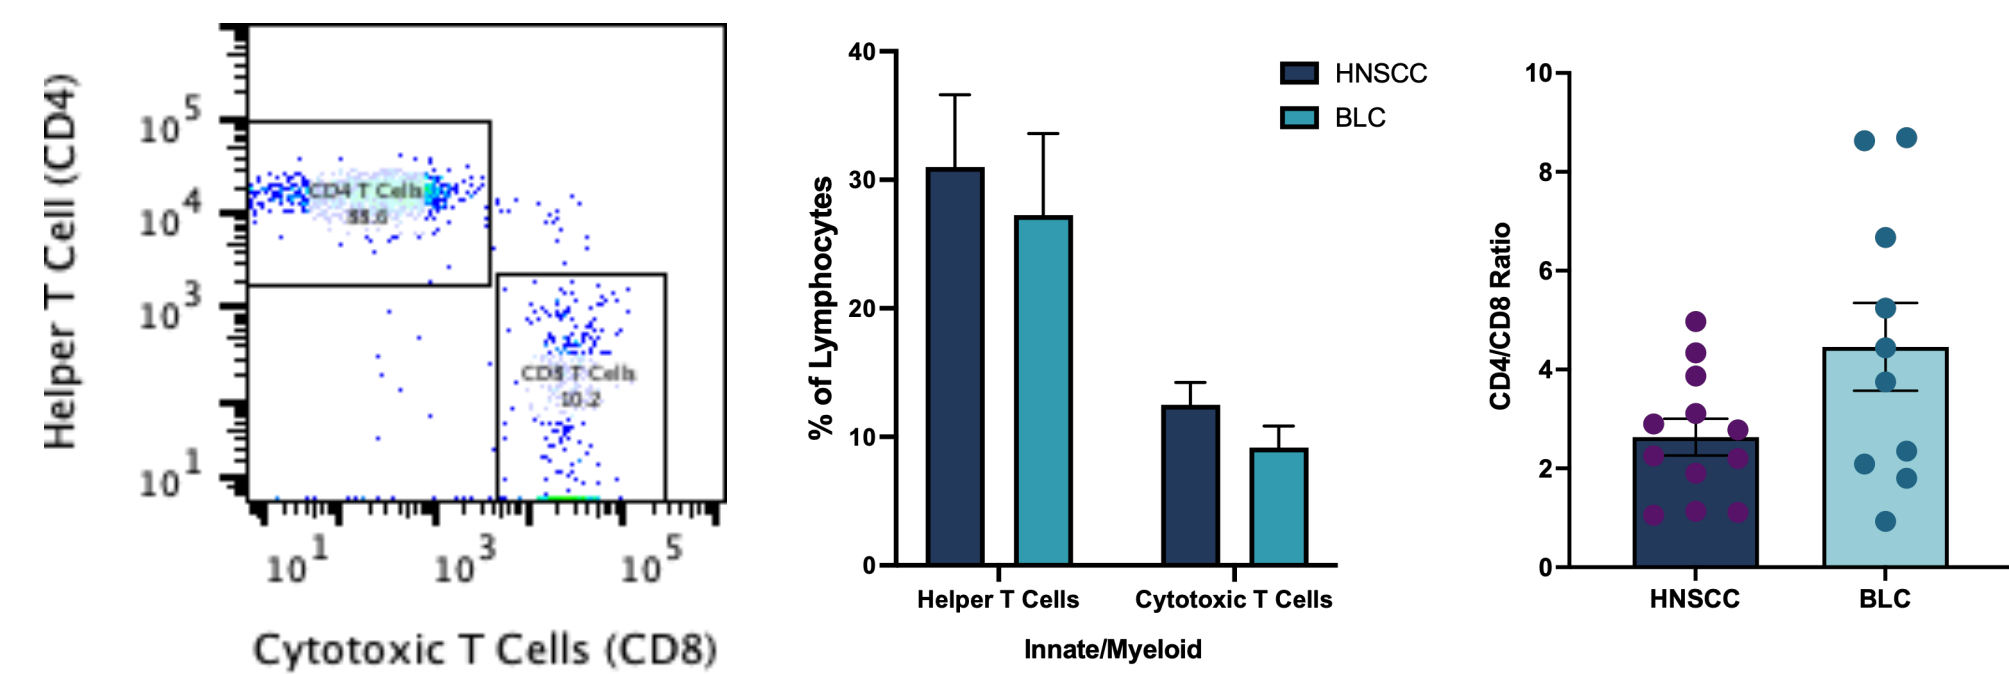 Helper T Cell (CD4)
10^5
10^4
10^3
10^1
CD4 T Cells
CD8 T Cells
10.2
10^1
10^3
10^5
Cytotoxic T Cells (CD8)
% of Lymphocytes
40
30
20
10
0
HNSCC
BLC
Helper T Cells
Cytotoxic T Cells
Innate/Myeloid
CD4/CD8 Ratio
10
8
6
4
2
0
HNSCC
BLC